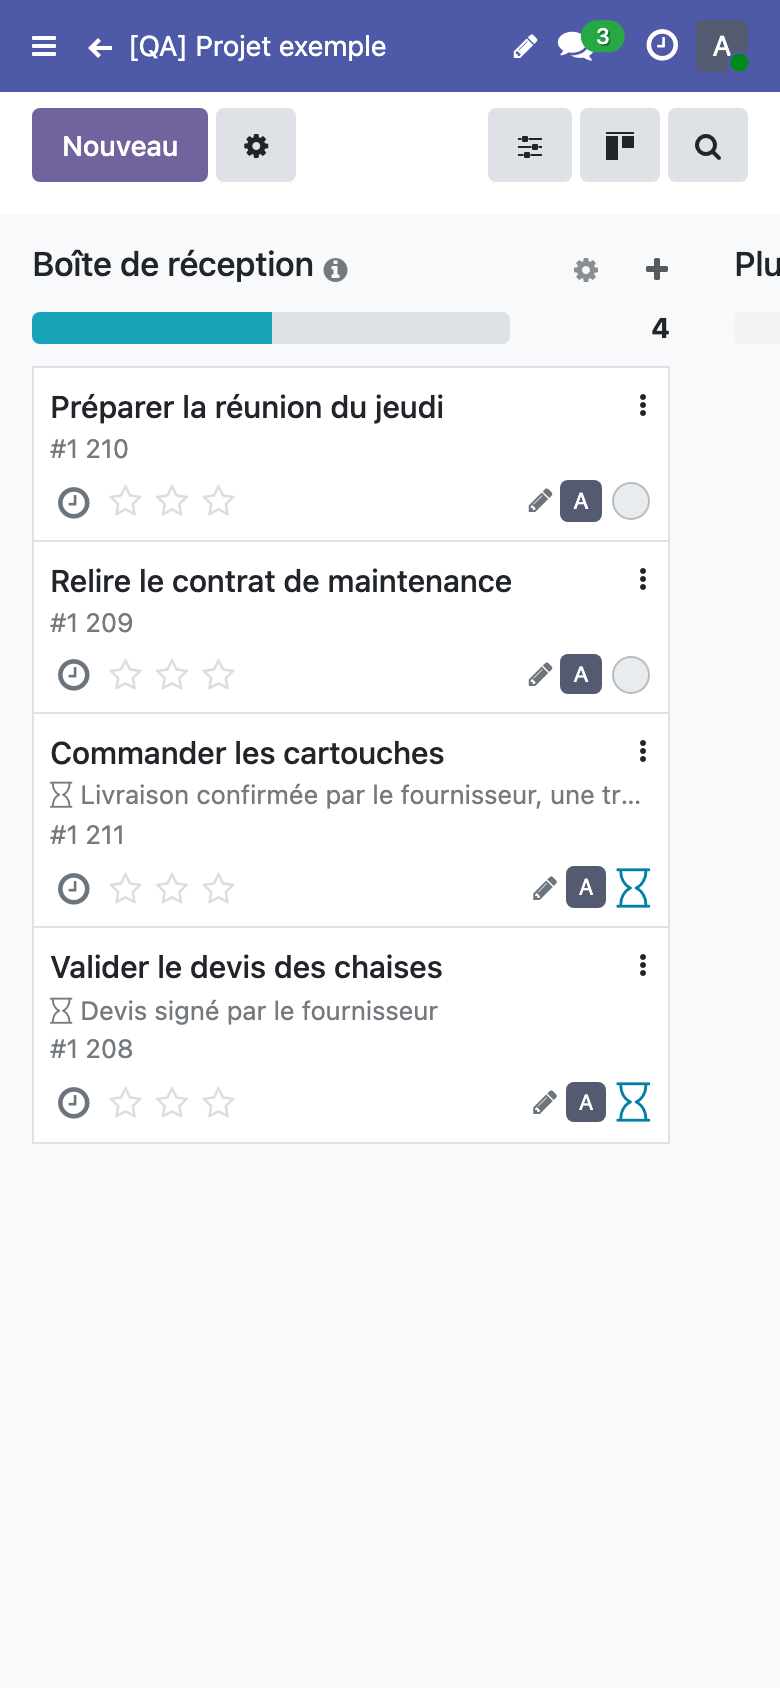 [QA] Projet exemple
3
A
Nouveau
Boîte de réception
Plu
4
Préparer la réunion du jeudi
#1 210
A
Relire le contrat de maintenance
#1 209
A
Commander les cartouches
Livraison confirmée par le fournisseur, une tr...
#1 211
A
Valider le devis des chaises
Devis signé par le fournisseur
#1 208
A